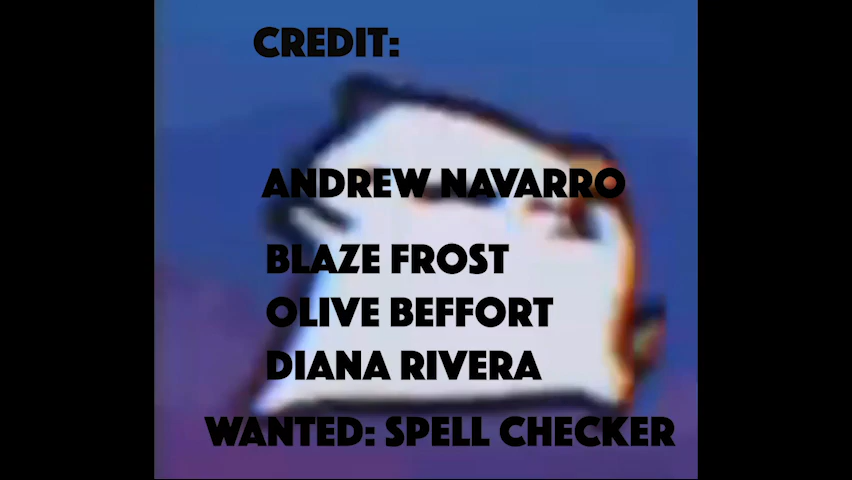 CREDIT:
ANDREW NAVARRO
BLAZE FROST
OLIVE BEFFORT
DIANA RIVERA
WANTED: SPELL CHECKER